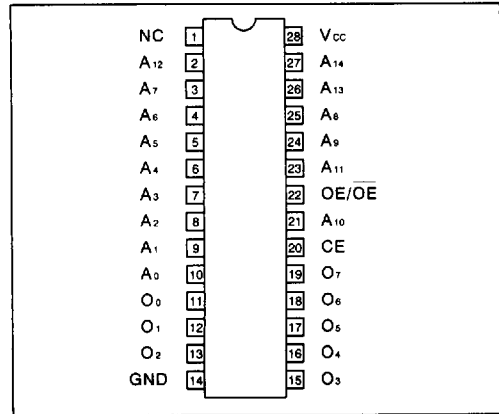 NC 1 28 Vcc
A12 2 27 A14
A7 3 26 A13
A6 4 25 A8
A5 5 24 A9
A4 6 23 A11
A3 7 22 OE/O̅E̅
A2 8 21 A10
A1 9 20 CE
A0 10 19 O7
O0 11 18 O6
O1 12 17 O5
O2 13 16 O4
GND 14 15 O3